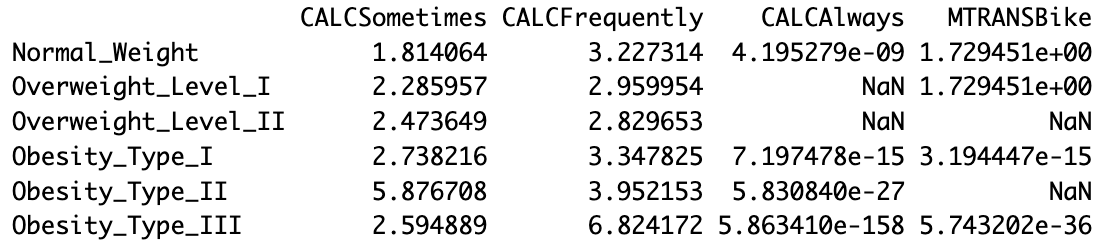 CALCSometimes CALCFrequently CALCAlways MTRANSBike
Normal_Weight 1.814064 3.227314 4.195279e-09 1.729451e+00
Overweight_Level_I 2.285957 2.959954 NaN 1.729451e+00
Overweight_Level_II 2.473649 2.829653 NaN NaN
Obesity_Type_I 2.738216 3.347825 7.197478e-15 3.194447e-15
Obesity_Type_II 5.876708 3.952153 5.830840e-27 NaN
Obesity_Type_III 2.594889 6.824172 5.863410e-158 5.743202e-36